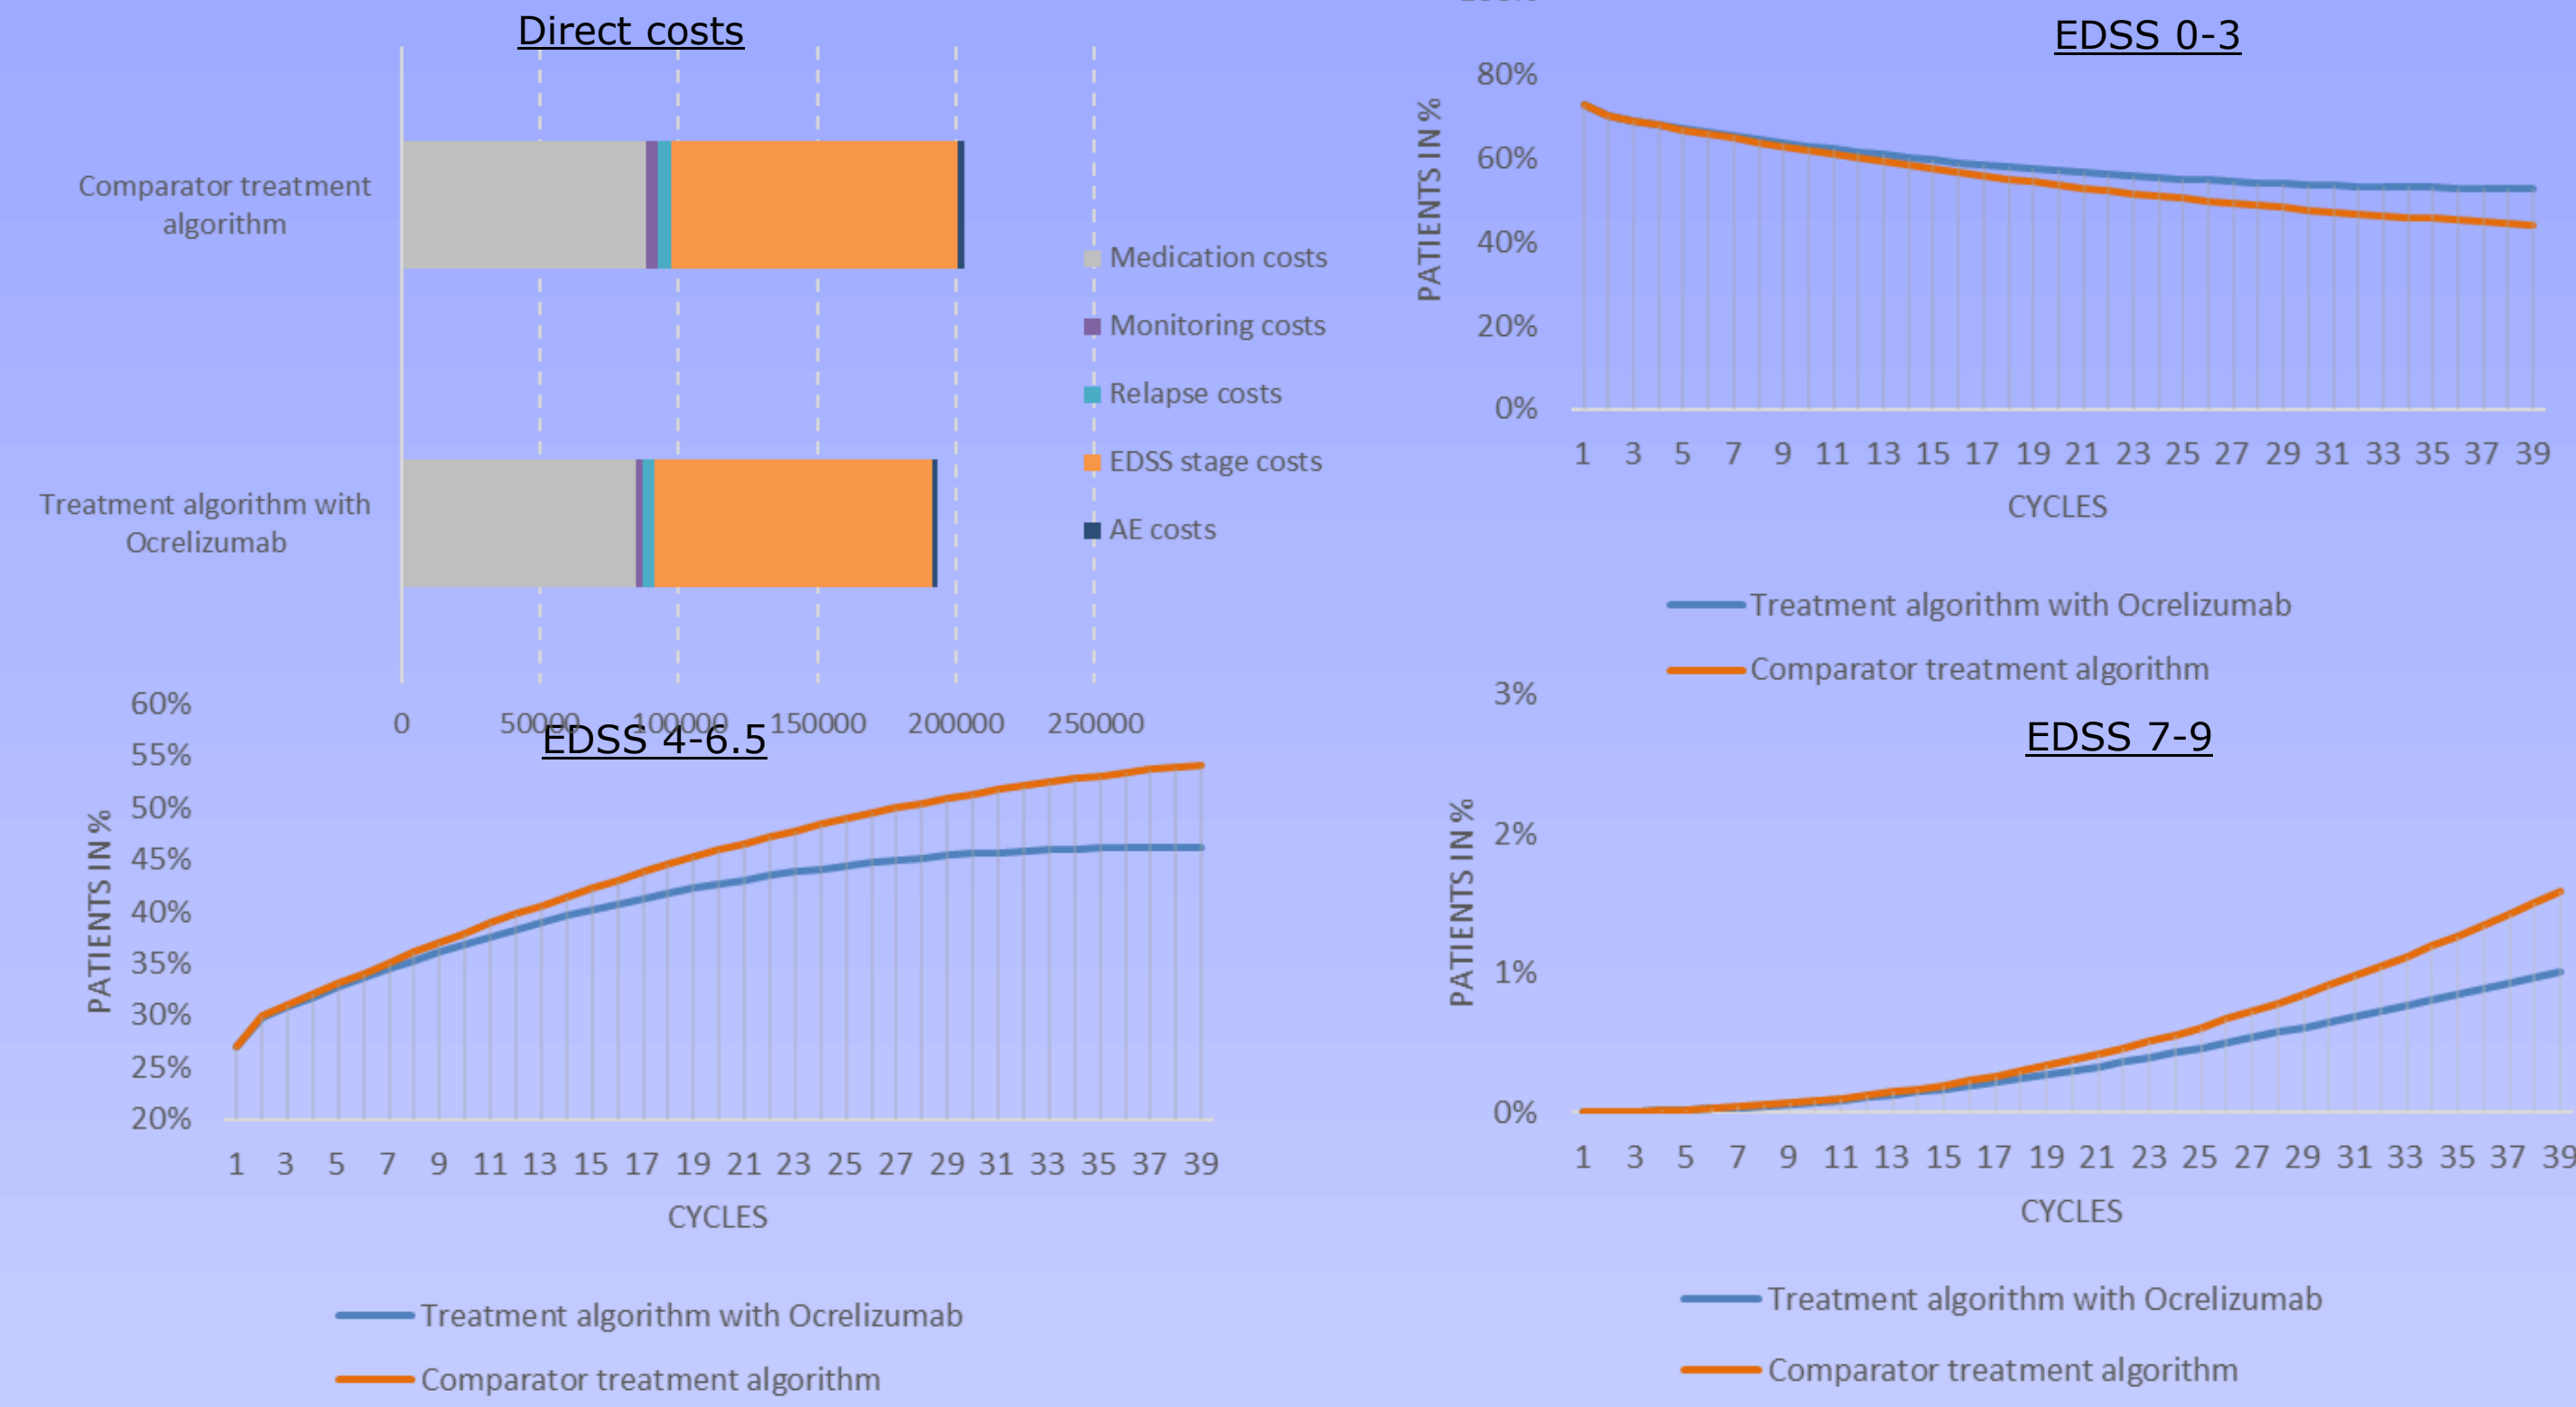 Direct costs
Comparator treatment
algorithm
Treatment algorithm with
Ocrelizumab
0 50000 100000 150000 200000 250000
Medication costs
Monitoring costs
Relapse costs
EDSS stage costs
AE costs
EDSS 0-3
80%
60%
40%
20%
0%
PATIENTS IN %
1 3 5 7 9 11 13 15 17 19 21 23 25 27 29 31 33 35 37 39
CYCLES
Treatment algorithm with Ocrelizumab
Comparator treatment algorithm
EDSS 4-6.5
60%
55%
50%
45%
40%
35%
30%
25%
20%
PATIENTS IN %
1 3 5 7 9 11 13 15 17 19 21 23 25 27 29 31 33 35 37 39
CYCLES
Treatment algorithm with Ocrelizumab
Comparator treatment algorithm
EDSS 7-9
3%
2%
1%
0%
PATIENTS IN %
1 3 5 7 9 11 13 15 17 19 21 23 25 27 29 31 33 35 37 39
CYCLES
Treatment algorithm with Ocrelizumab
Comparator treatment algorithm